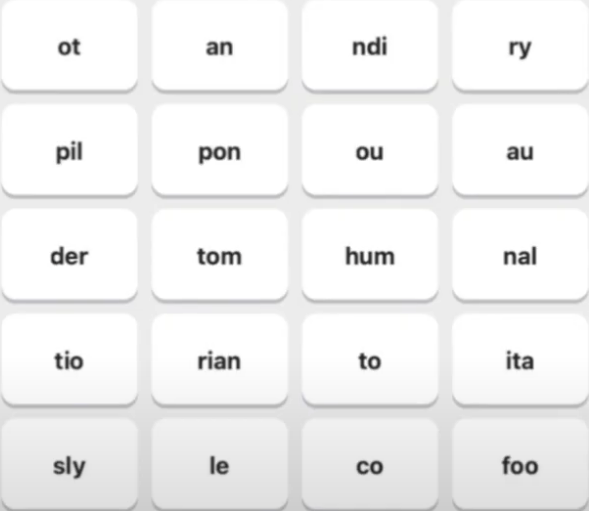 ot an ndi ry
pil pon ou au
der tom hum nal
tio rian to ita
sly le co foo